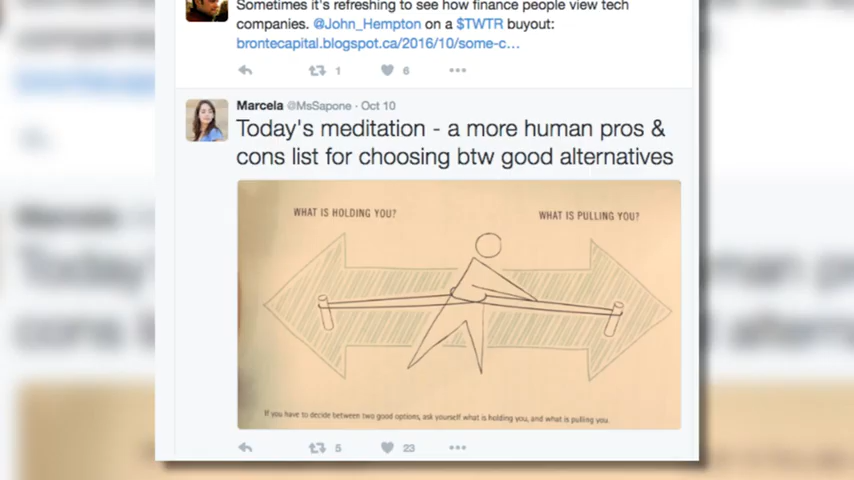 Sometimes it's refreshing to see how finance people view tech
companies. @John_Hempton on a $TWTR buyout:
brontecapital.blogspot.ca/2016/10/some-c…
1 6
Marcela @MsSapone · Oct 10
Today's meditation - a more human pros &
cons list for choosing btw good alternatives
WHAT IS HOLDING YOU? WHAT IS PULLING YOU?
If you have to decide between two good options, ask yourself what is holding you, and what is pulling you.
5 23